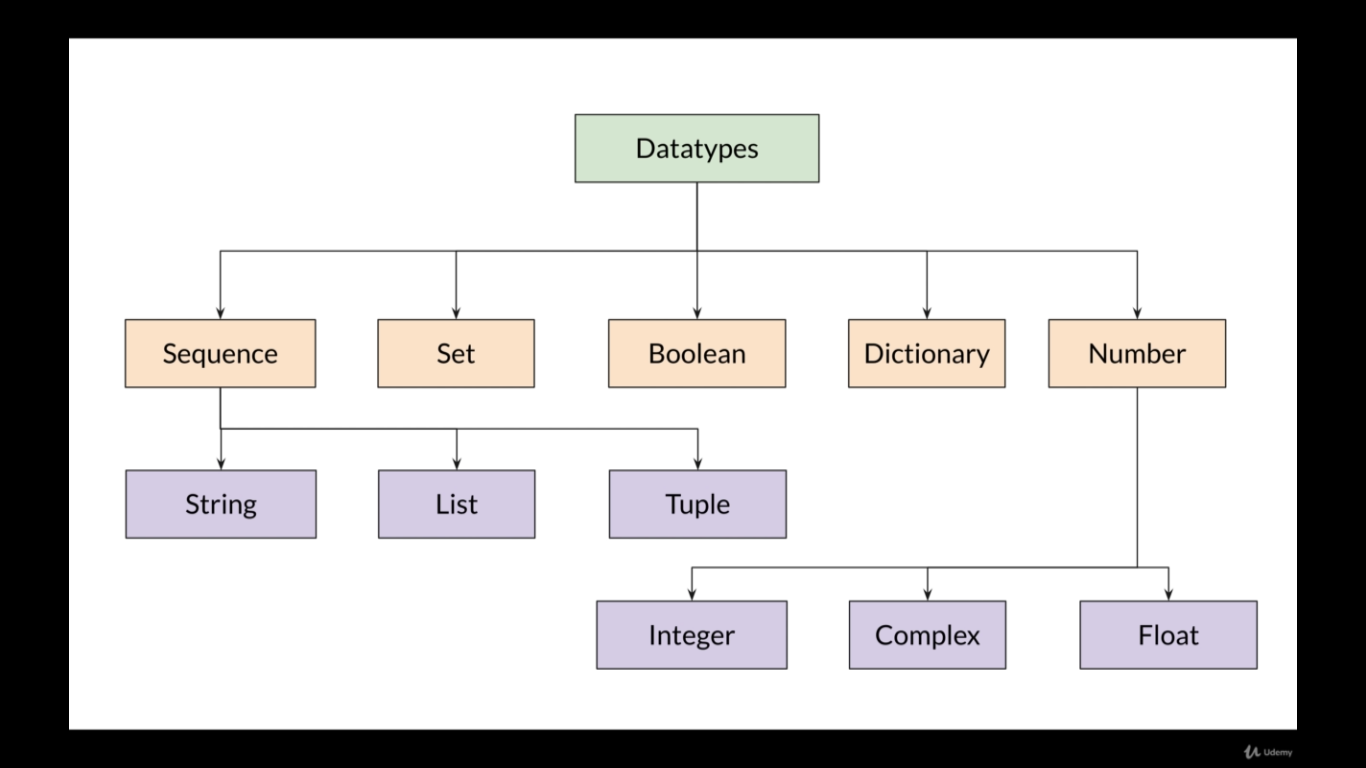 Datatypes
Sequence
Set
Boolean
Dictionary
Number
String
List
Tuple
Integer
Complex
Float
Udemy